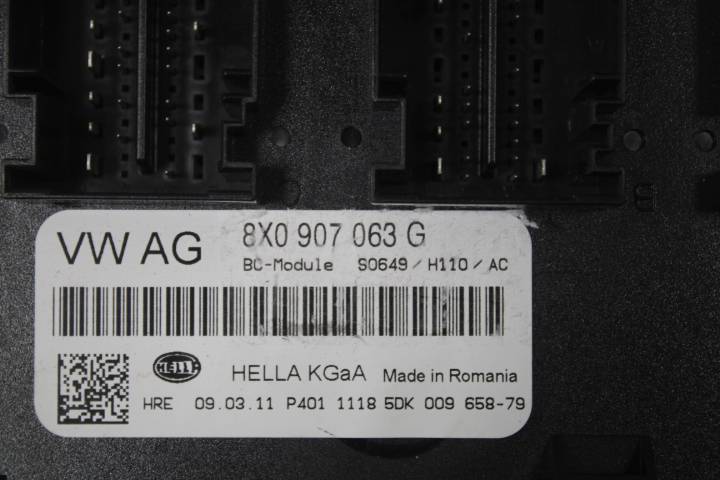 VW AG
8X0 907 063 G
BC-Module S0649 / H110 / AC
HELLA
HELLA KGaA Made in Romania
HRE 09.03.11 P401 1118 5DK 009 658-79